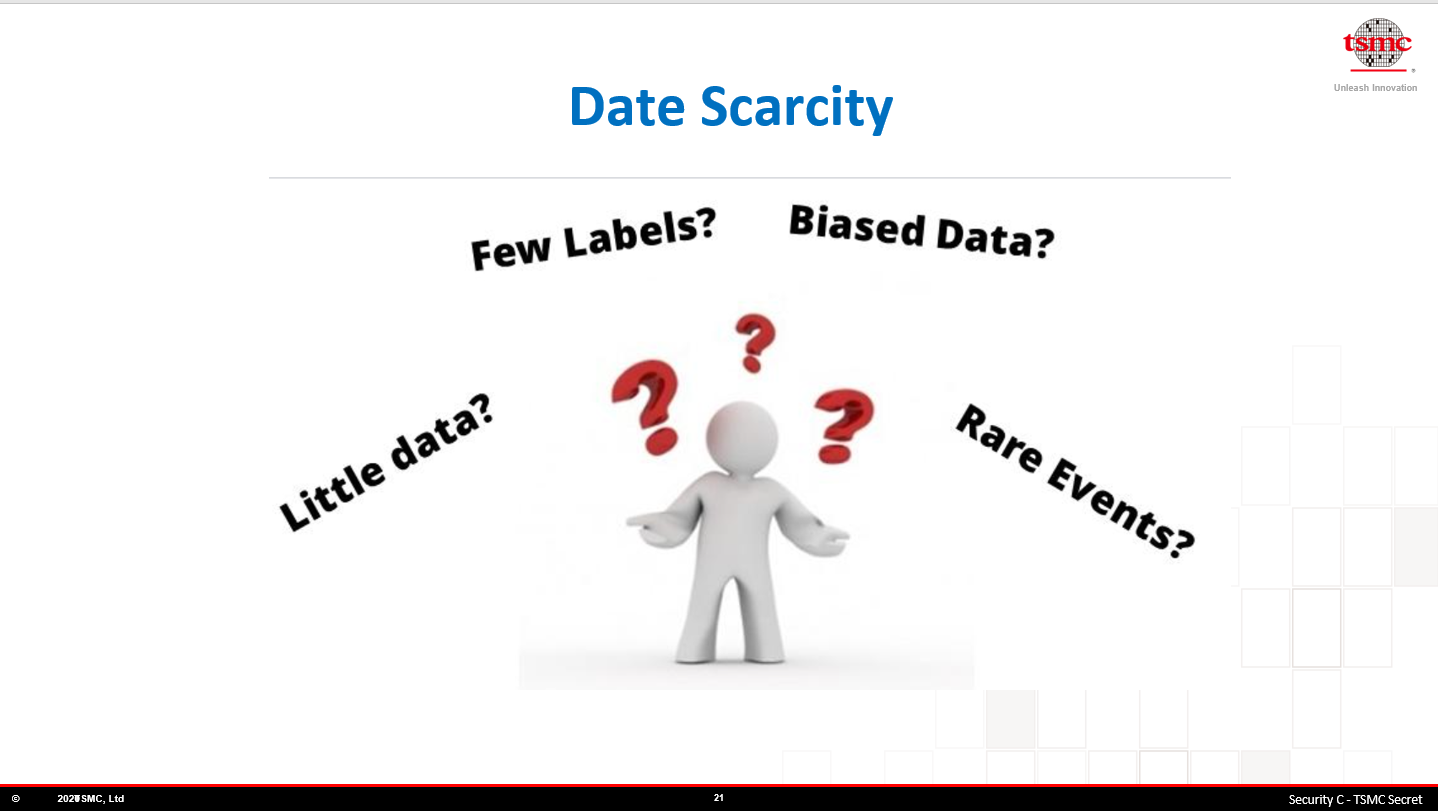 tsmc
®
Unleash Innovation
Date Scarcity
Few Labels?
Biased Data?
Little data?
Rare Events?
©
TSMC, Ltd
21
Security C - TSMC Secret